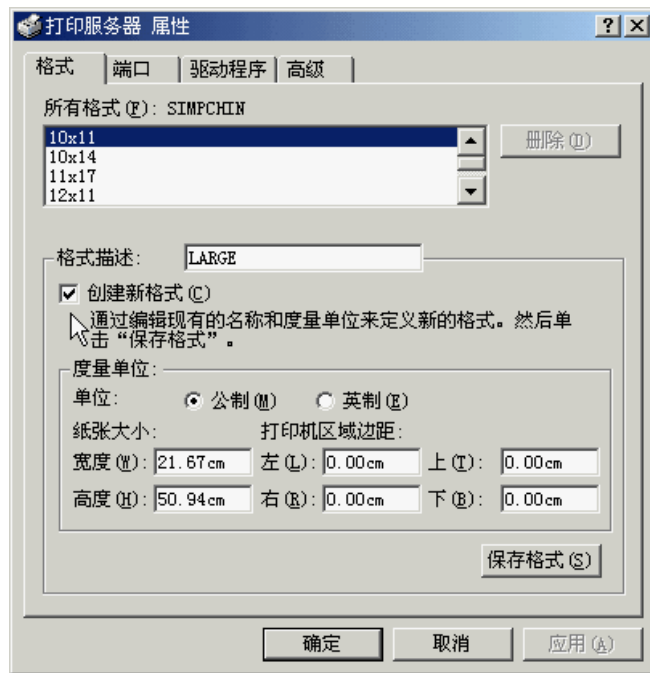 打印服务器 属性
格式 端口 驱动程序 高级
所有格式(F): SIMPCHIN
10x11
10x14
11x17
12x11
删除(D)
格式描述: LARGE
创建新格式(C)
通过编辑现有的名称和度量单位来定义新的格式。然后单
击“保存格式”。
度量单位:
单位: 公制(M) 英制(E)
纸张大小: 打印机区域边距:
宽度(W): 21.67cm 左(L): 0.00cm 上(T): 0.00cm
高度(H): 50.94cm 右(R): 0.00cm 下(B): 0.00cm
保存格式(S)
确定 取消 应用(A)